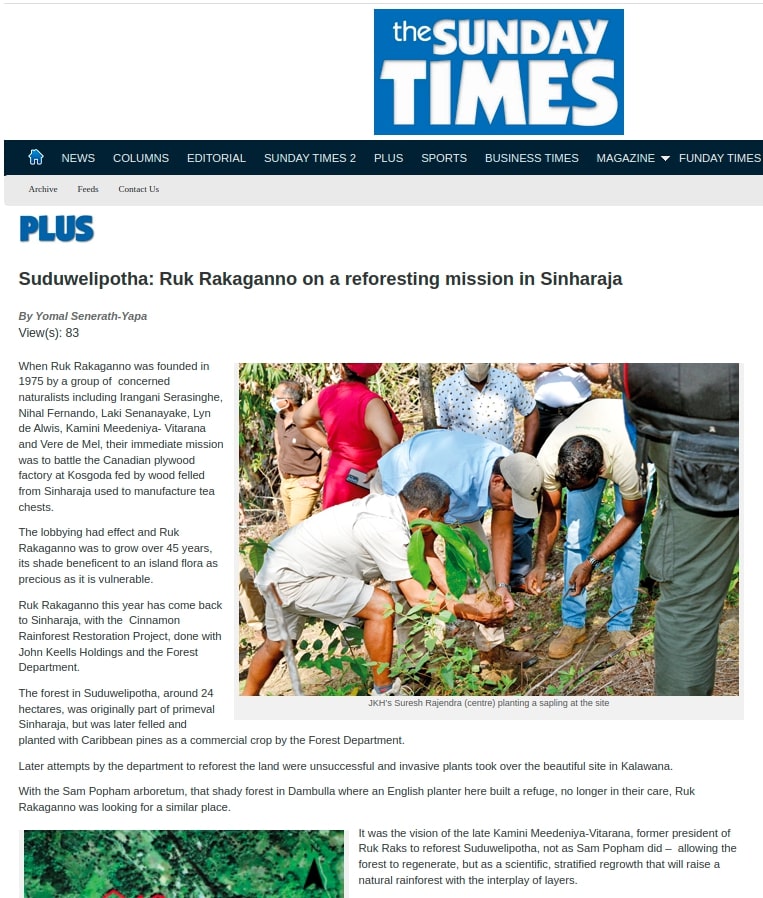 the SUNDAY
TIMES
NEWS COLUMNS EDITORIAL SUNDAY TIMES 2 PLUS SPORTS BUSINESS TIMES MAGAZINE FUNDAY TIMES
Archive Feeds Contact Us
PLUS
Suduwelipotha: Ruk Rakaganno on a reforesting mission in Sinharaja
By Yomal Senerath-Yapa
View(s): 83
When Ruk Rakaganno was founded in
1975 by a group of  concerned
naturalists including Irangani Serasinghe,
Nihal Fernando, Laki Senanayake, Lyn
de Alwis, Kamini Meedeniya- Vitarana
and Vere de Mel, their immediate mission
was to battle the Canadian plywood
factory at Kosgoda fed by wood felled
from Sinharaja used to manufacture tea
chests.
The lobbying had effect and Ruk
Rakaganno was to grow over 45 years,
its shade beneficent to an island flora as
precious as it is vulnerable.
Ruk Rakaganno this year has come back
to Sinharaja, with the  Cinnamon
Rainforest Restoration Project, done with
John Keells Holdings and the Forest
Department.
JKH's Suresh Rajendra (centre) planting a sapling at the site
The forest in Suduwelipotha, around 24
hectares, was originally part of primeval
Sinharaja, but was later felled and
planted with Caribbean pines as a commercial crop by the Forest Department.
Later attempts by the department to reforest the land were unsuccessful and invasive plants took over the beautiful site in Kalawana.
With the Sam Popham arboretum, that shady forest in Dambulla where an English planter here built a refuge, no longer in their care, Ruk
Rakaganno was looking for a similar place.
It was the vision of the late Kamini Meedeniya-Vitarana, former president of
Ruk Raks to reforest Suduwelipotha, not as Sam Popham did –  allowing the
forest to regenerate, but as a scientific, stratified regrowth that will raise a
natural rainforest with the interplay of layers.
N